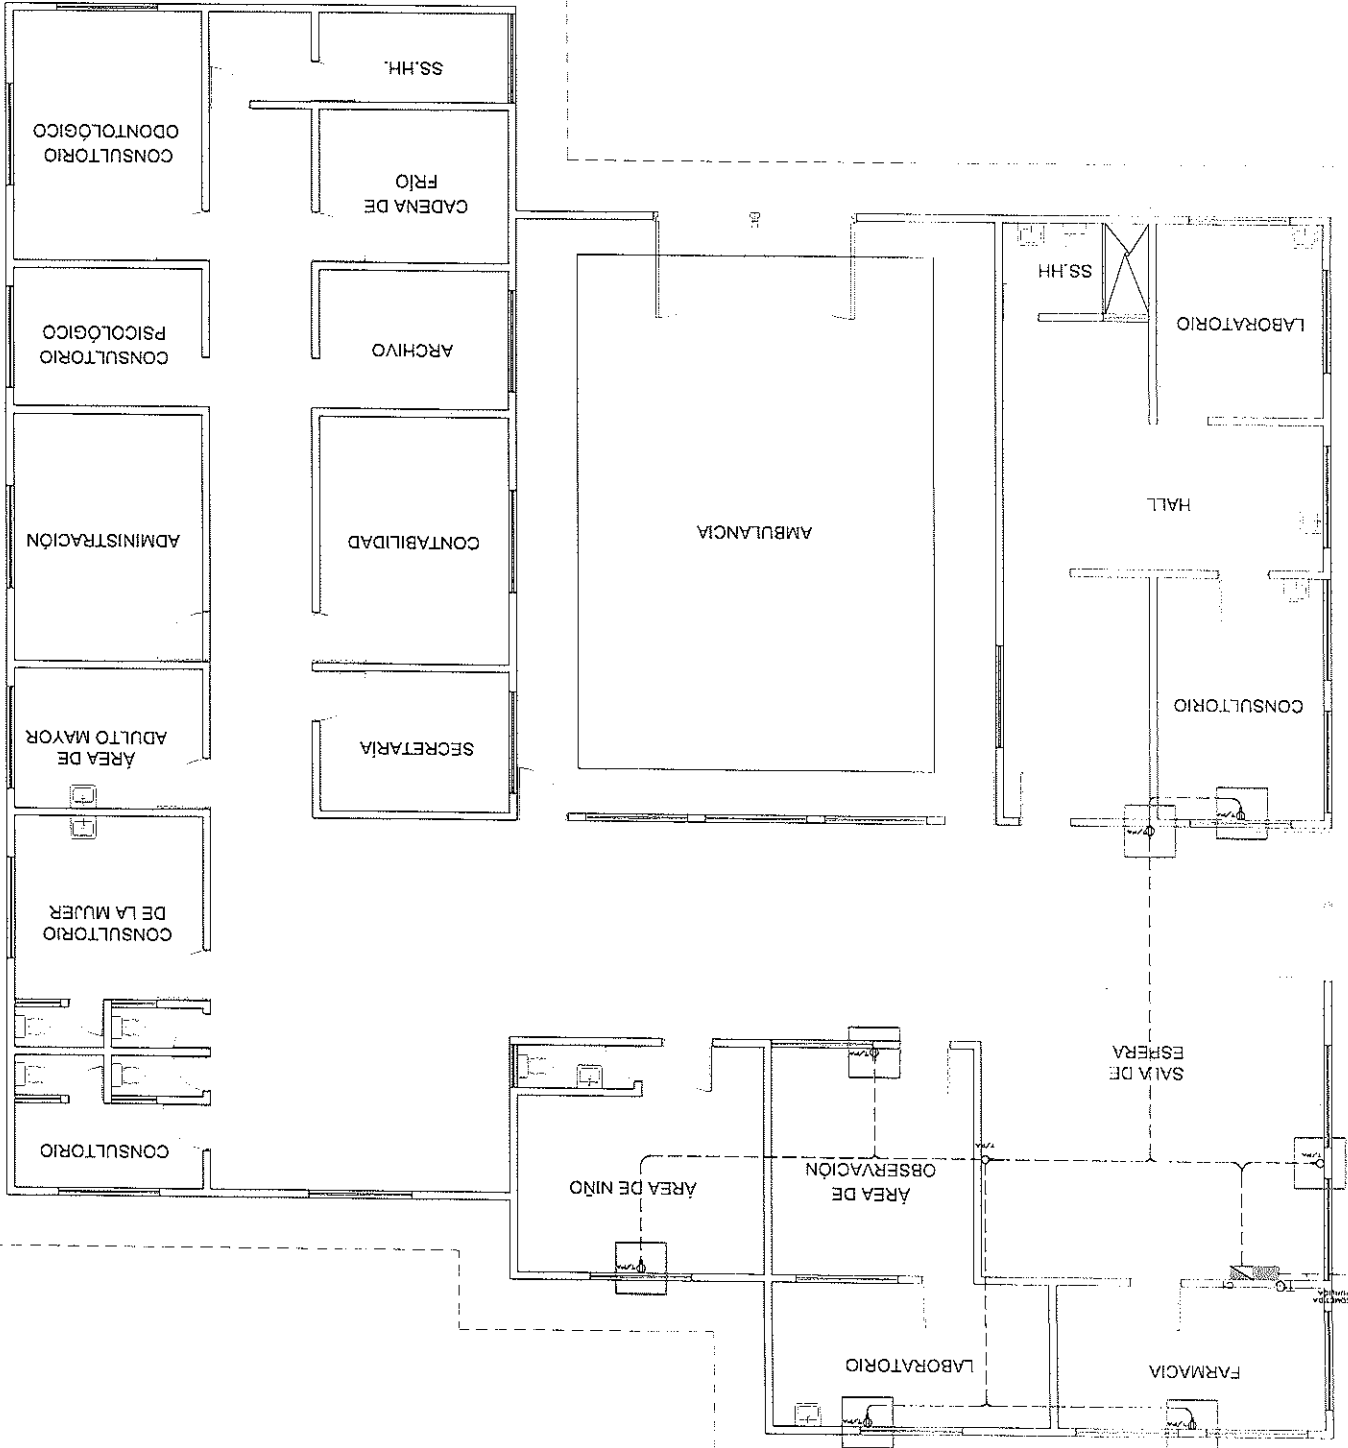 FARMACIA
LABORATORIO
ÁREA DE
OBSERVACIÓN
ÁREA DE NIÑO
CONSULTORIO
SALA DE
ESPERA
CONSULTORIO
DE LA MUJER
ÁREA DE
ADULTO MAYOR
SECRETARÍA
CONSULTORIO
HALL
AMBULANCIA
CONTABILIDAD
ADMINISTRACIÓN
LABORATORIO
ARCHIVO
CONSULTORIO
PSICOLÓGICO
SS.HH
CADENA DE
FRÍO
CONSULTORIO
ODONTOLÓGICO
SS.HH.